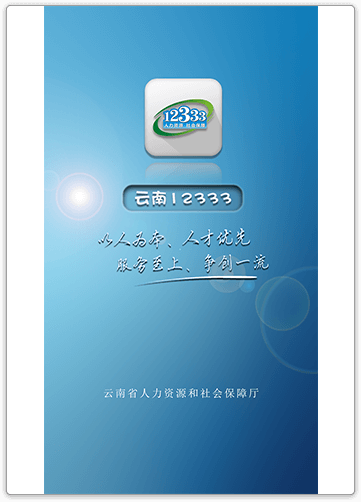 12333
人力资源 社会保障
云南12333
以人为本、人才优先
服务至上、争创一流
云南省人力资源和社会保障厅